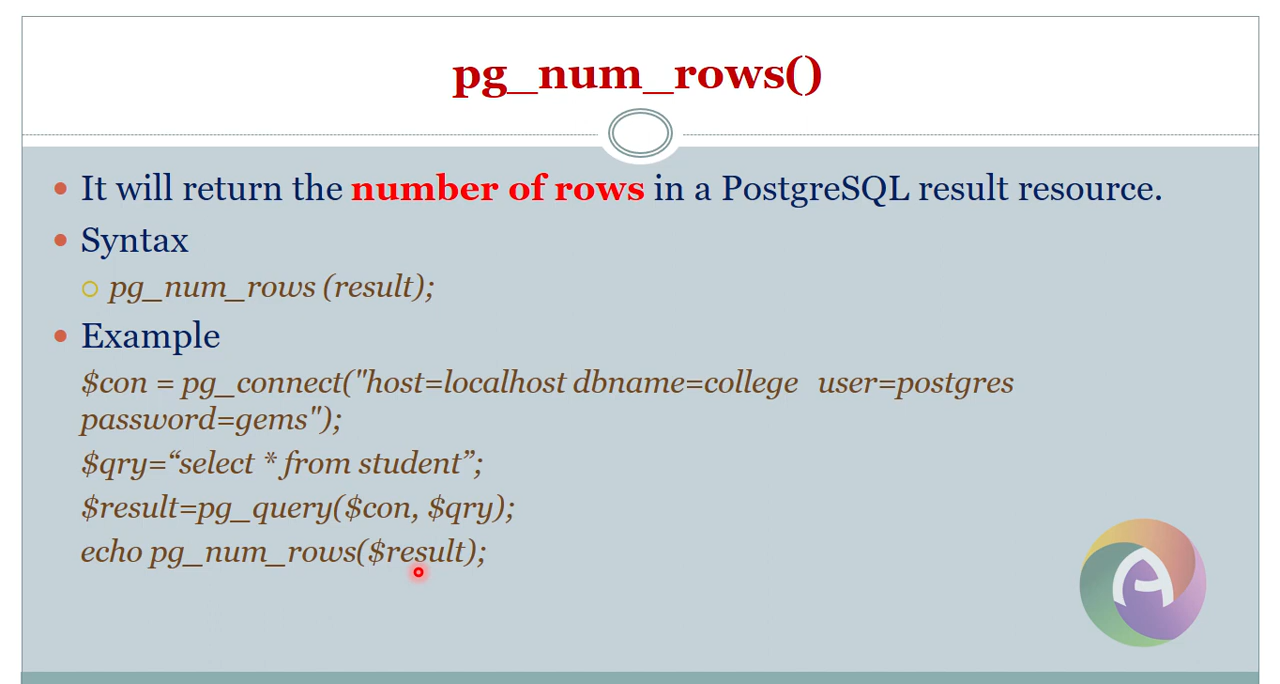 pg_num_rows()
It will return the number of rows in a PostgreSQL result resource.
Syntax
pg_num_rows (result);
Example
$con = pg_connect("host=localhost dbname=college user=postgres
password=gems");
$qry=“select * from student”;
$result=pg_query($con, $qry);
echo pg_num_rows($result);